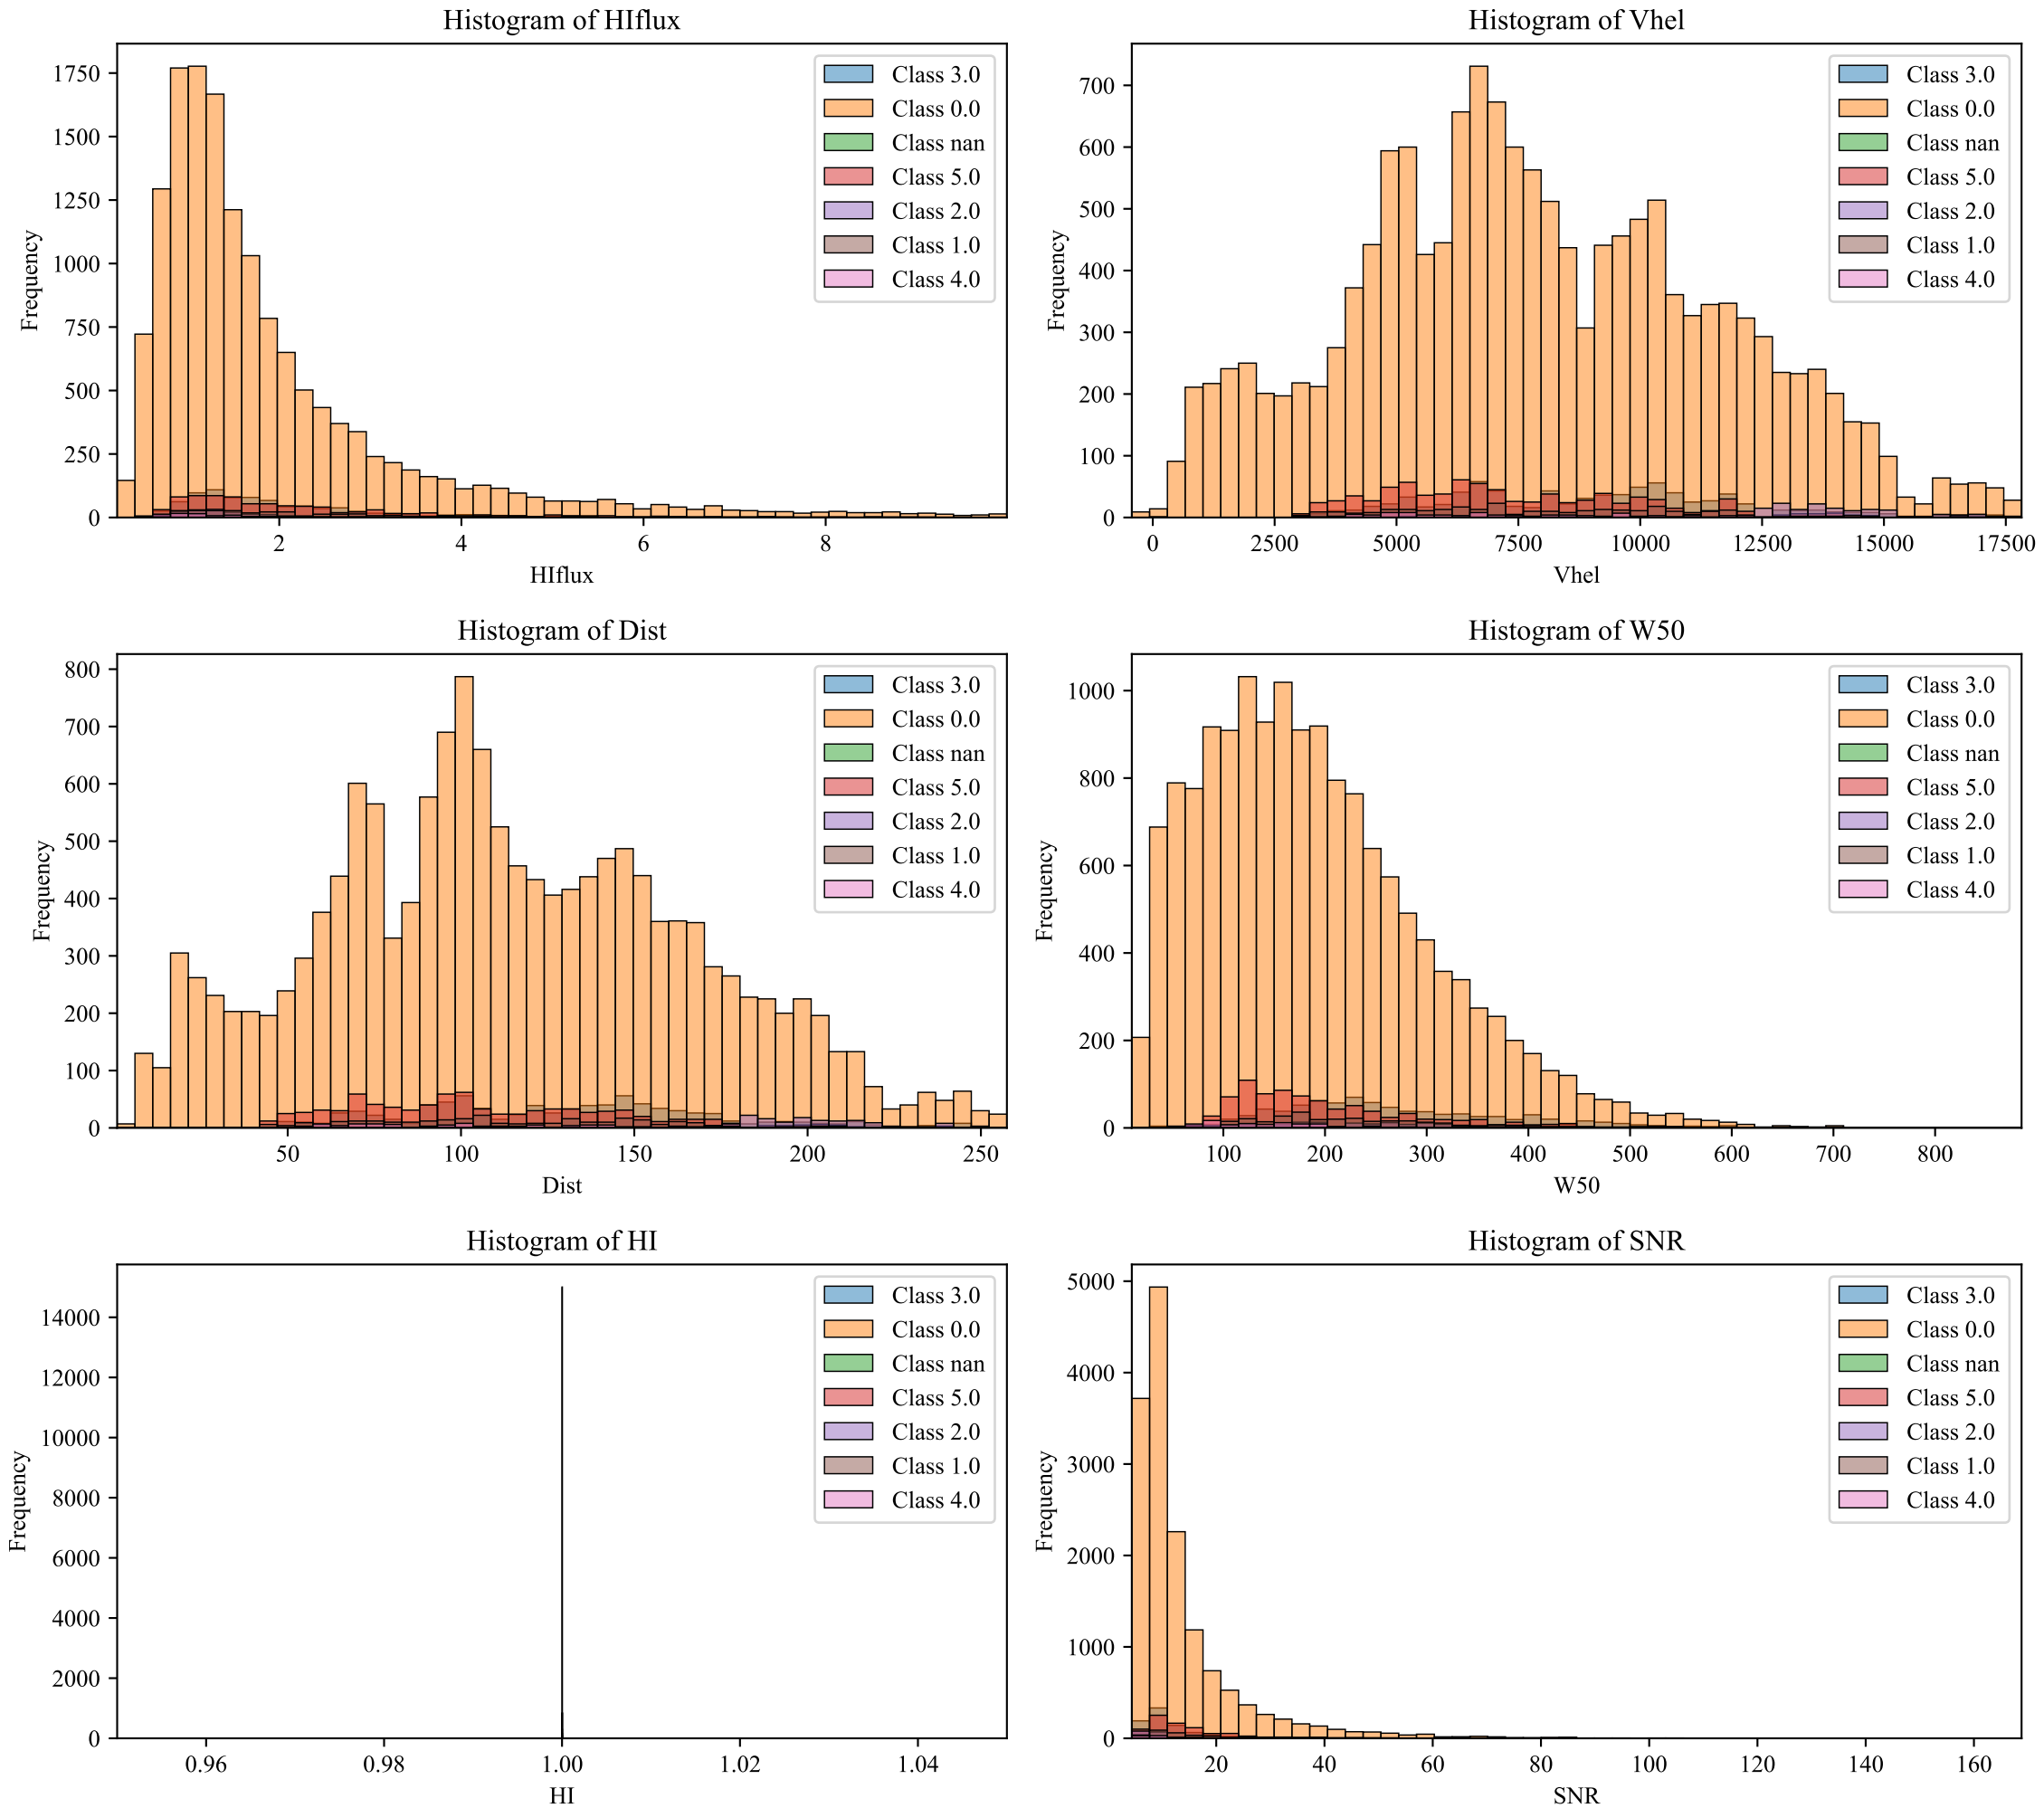 Histogram of HIflux
Frequency
1750
1500
1250
1000
750
500
250
0
2 4 6 8
HIflux
Class 3.0
Class 0.0
Class nan
Class 5.0
Class 2.0
Class 1.0
Class 4.0
Histogram of Vhel
Frequency
700
600
500
400
300
200
100
0
0 2500 5000 7500 10000 12500 15000 17500
Vhel
Class 3.0
Class 0.0
Class nan
Class 5.0
Class 2.0
Class 1.0
Class 4.0
Histogram of Dist
Frequency
800
700
600
500
400
300
200
100
0
50 100 150 200 250
Dist
Class 3.0
Class 0.0
Class nan
Class 5.0
Class 2.0
Class 1.0
Class 4.0
Histogram of W50
Frequency
1000
800
600
400
200
0
100 200 300 400 500 600 700 800
W50
Class 3.0
Class 0.0
Class nan
Class 5.0
Class 2.0
Class 1.0
Class 4.0
Histogram of HI
Frequency
14000
12000
10000
8000
6000
4000
2000
0
0.96 0.98 1.00 1.02 1.04
HI
Class 3.0
Class 0.0
Class nan
Class 5.0
Class 2.0
Class 1.0
Class 4.0
Histogram of SNR
Frequency
5000
4000
3000
2000
1000
0
20 40 60 80 100 120 140 160
SNR
Class 3.0
Class 0.0
Class nan
Class 5.0
Class 2.0
Class 1.0
Class 4.0